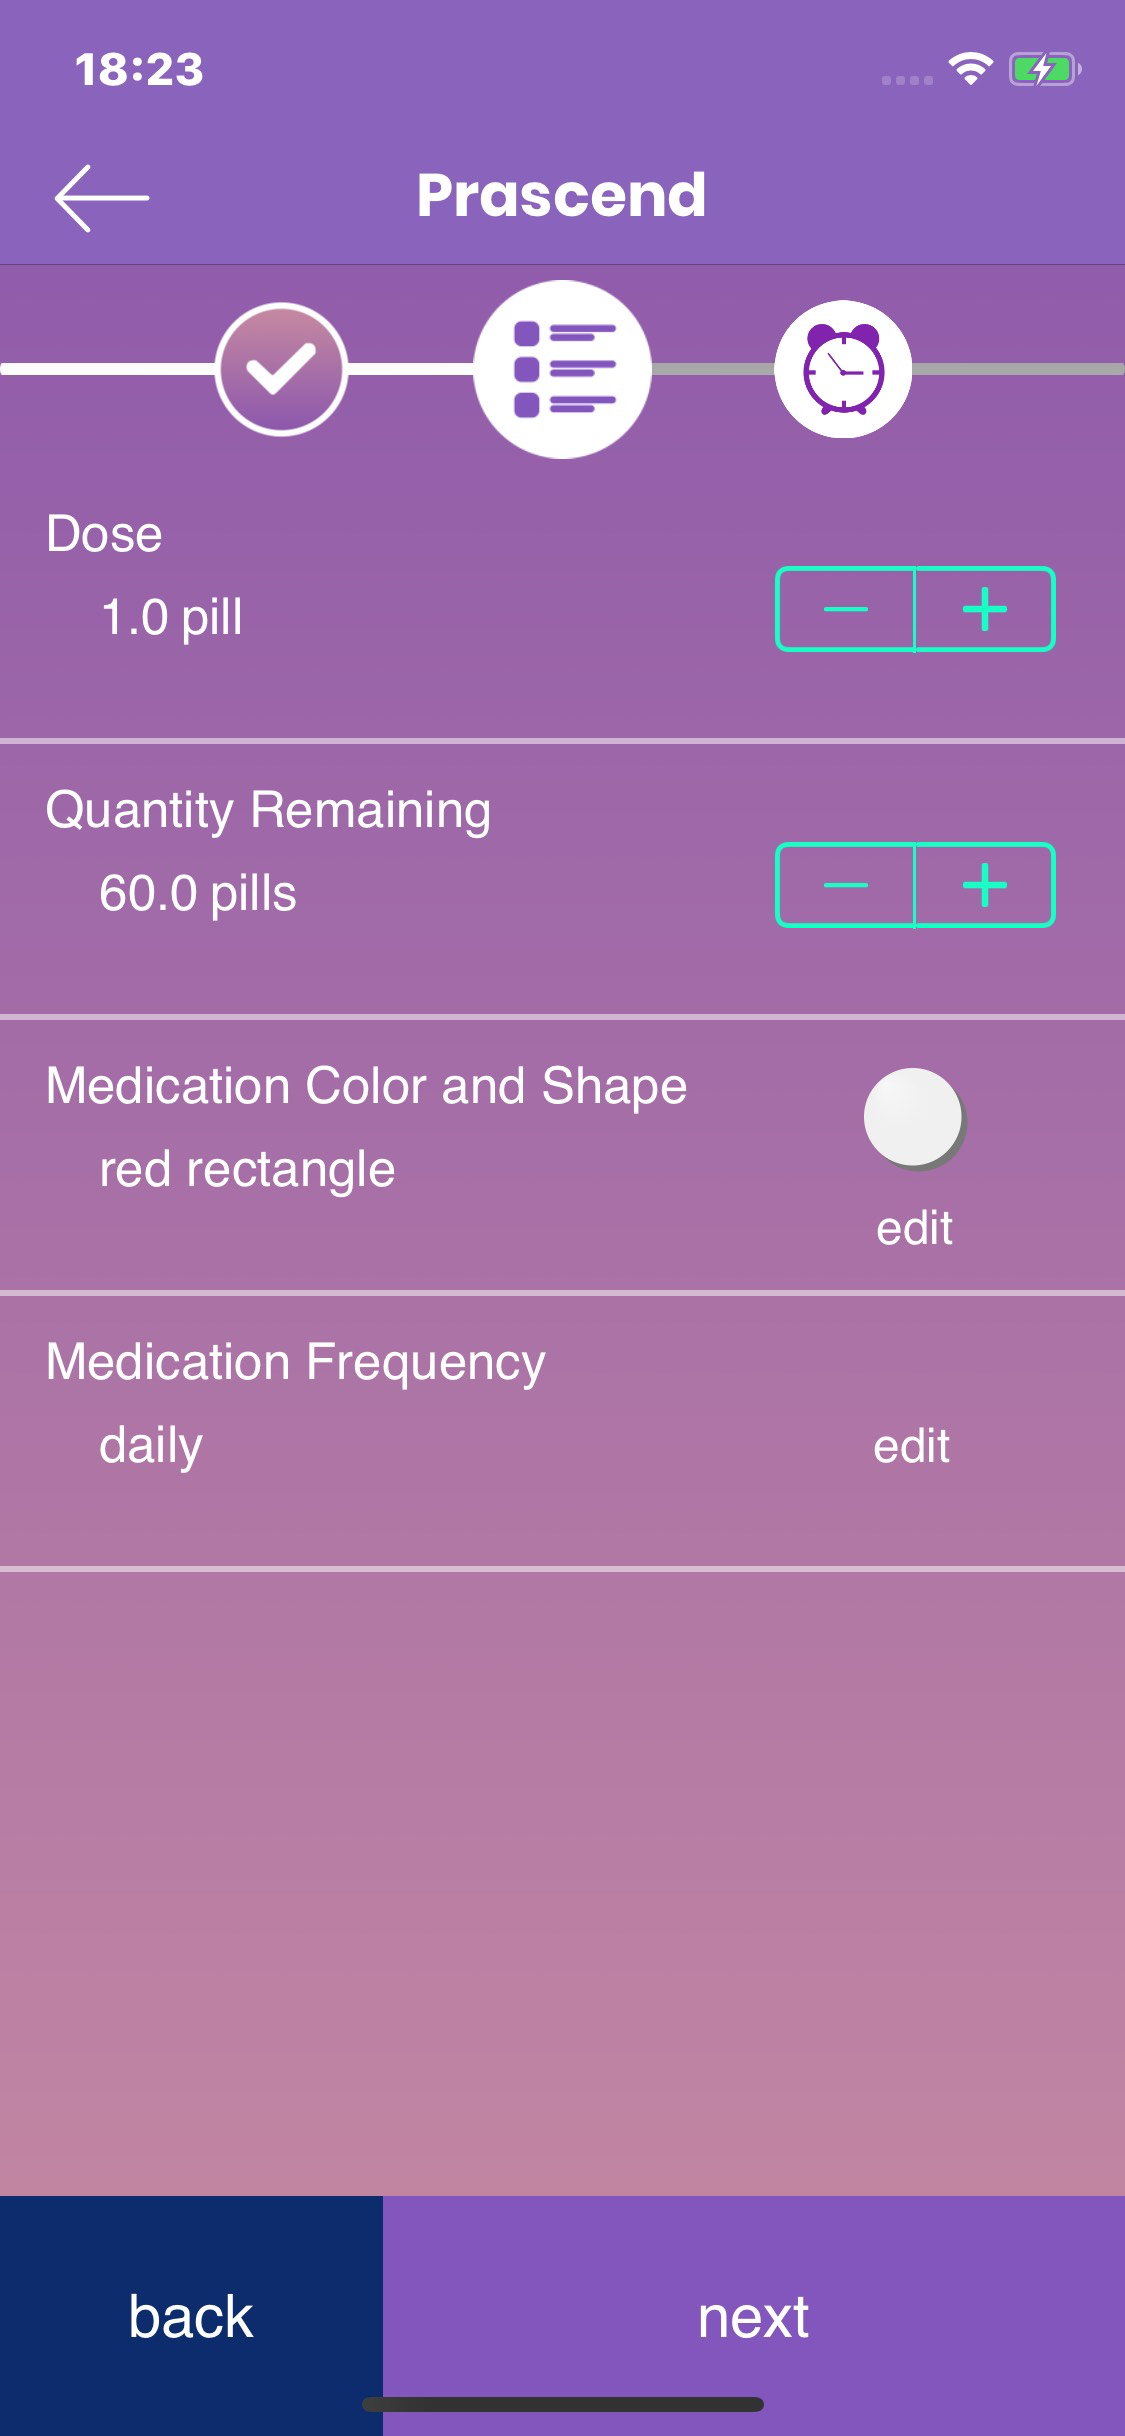 18:23
Prascend
Dose
1.0 pill
Quantity Remaining
60.0 pills
Medication Color and Shape
red rectangle
edit
Medication Frequency
daily
edit
back
next